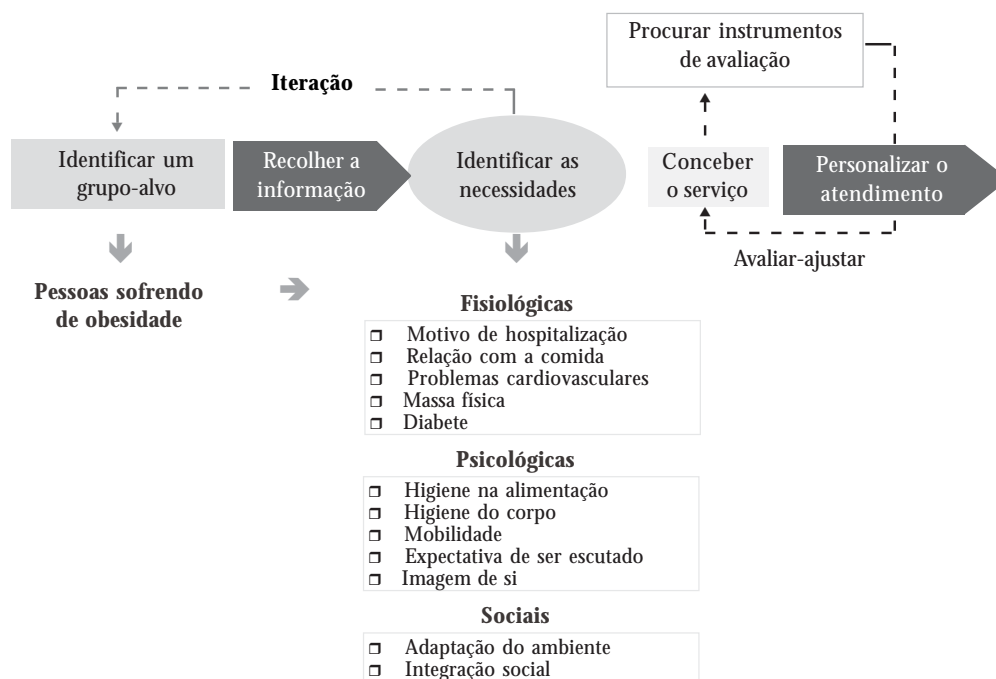 Procurar instrumentos
de avaliação
Iteração
Identificar um
grupo-alvo
Recolher a
informação
Identificar as
necessidades
Conceber
o serviço
Personalizar o
atendimento
Avaliar-ajustar
Pessoas sofrendo
de obesidade
Fisiológicas
Motivo de hospitalização
Relação com a comida
Problemas cardiovasculares
Massa física
Diabete
Psicológicas
Higiene na alimentação
Higiene do corpo
Mobilidade
Expectativa de ser escutado
Imagem de si
Sociais
Adaptação do ambiente
Integração social